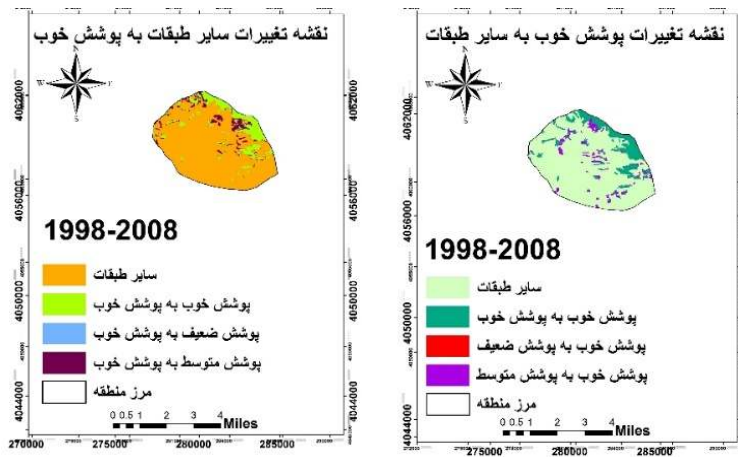 نقشه تغییرات سایر طبقات به پوشش خوب
N
W
S
4062000
4056000
4050000
4044000
1998-2008
سایر طبقات
پوشش خوب به پوشش خوب
پوشش ضعیف به پوشش خوب
پوشش متوسط به پوشش خوب
مرز منطقه
0 0.5 1 2 3 4
Miles
270000 275000 280000 285000
نقشه تغییرات پوشش خوب به سایر طبقات
N
W
S
4062000
4056000
4050000
4044000
1998-2008
سایر طبقات
پوشش خوب به پوشش خوب
پوشش خوب به پوشش ضعیف
پوشش خوب به پوشش متوسط
مرز منطقه
0 0.5 1 2 3 4
Miles
275000 280000 285000